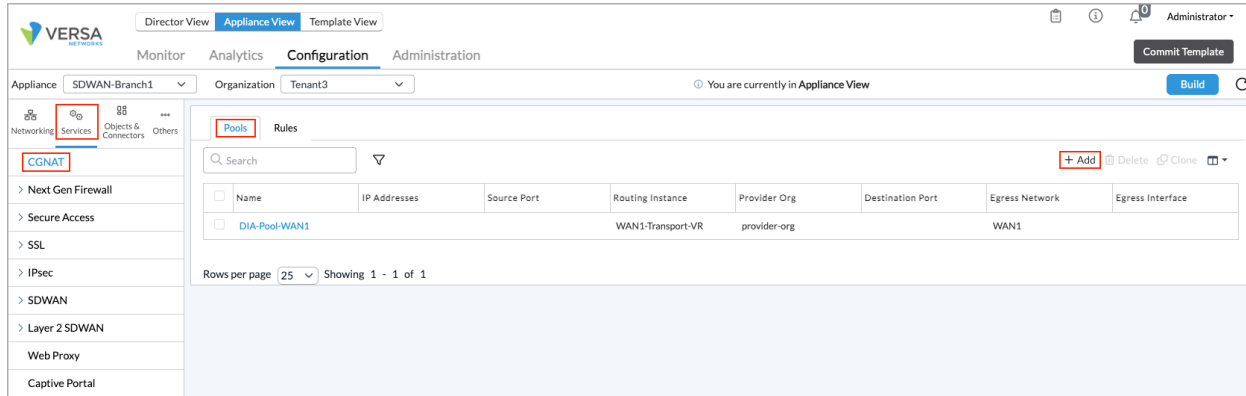 VERSA
NETWORKS
Director View Appliance View Template View
0
Administrator
Monitor Analytics Configuration Administration
Commit Template
Appliance SDWAN-Branch1 Organization Tenant3 You are currently in Appliance View Build
Networking Services Objects & Connectors Others
Pools Rules
CGNAT
Search
+ Add Delete Clone
Next Gen Firewall
Name IP Addresses Source Port Routing Instance Provider Org Destination Port Egress Network Egress Interface
Secure Access
DIA-Pool-WAN1 WAN1-Transport-VR provider-org WAN1
SSL
IPsec
Rows per page 25 Showing 1 - 1 of 1
SDWAN
Layer 2 SDWAN
Web Proxy
Captive Portal